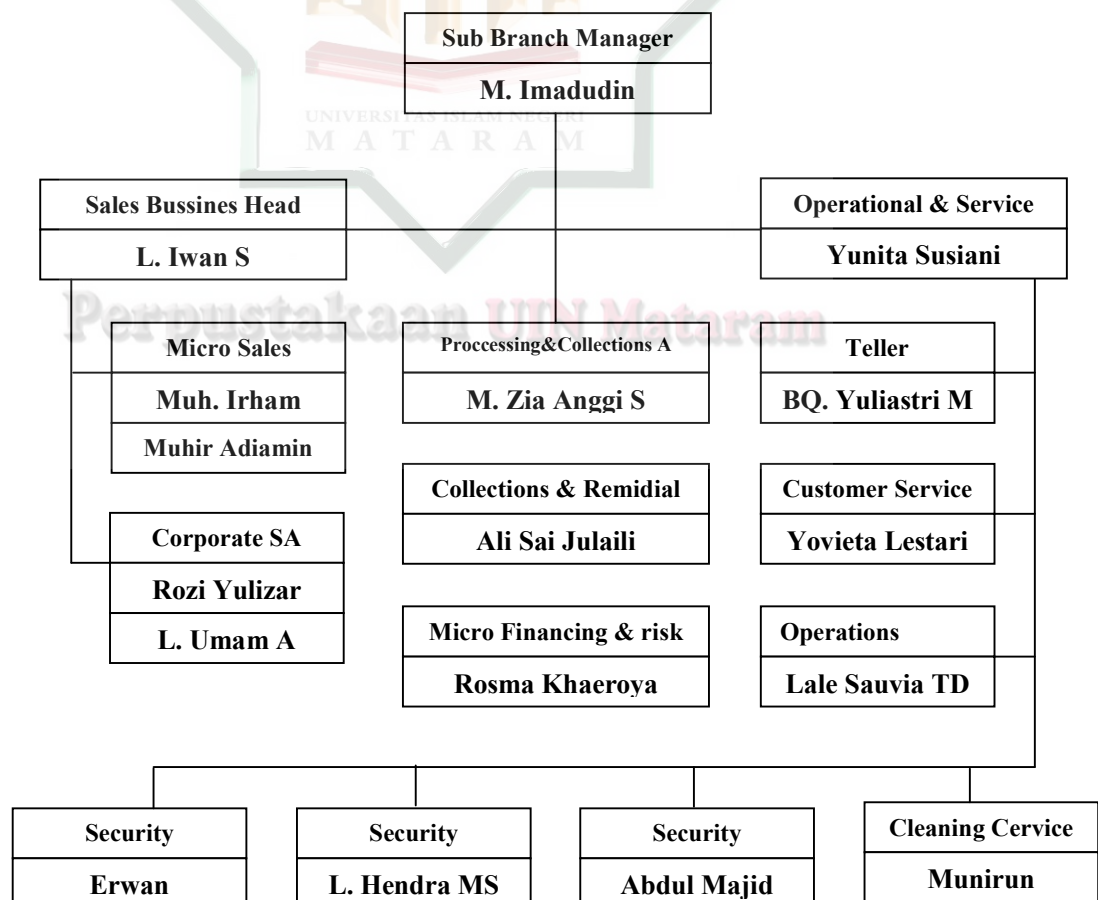 Sub Branch Manager
M. Imadudin
UNIVERSITAS ISLAM NEGERI
MATARAM
Sales Bussines Head
L. Iwan S
Operational & Service
Yunita Susiani
Perpustakaan UIN Mataram
Micro Sales
Muh. Irham
Muhir Adiamin
Proccessing&Collections A
M. Zia Anggi S
Teller
BQ. Yuliastri M
Collections & Remidial
Ali Sai Julaili
Customer Service
Yovieta Lestari
Corporate SA
Rozi Yulizar
L. Umam A
Micro Financing & risk
Rosma Khaeroya
Operations
Lale Sauvia TD
Security
Erwan
Security
L. Hendra MS
Security
Abdul Majid
Cleaning Cervice
Munirun